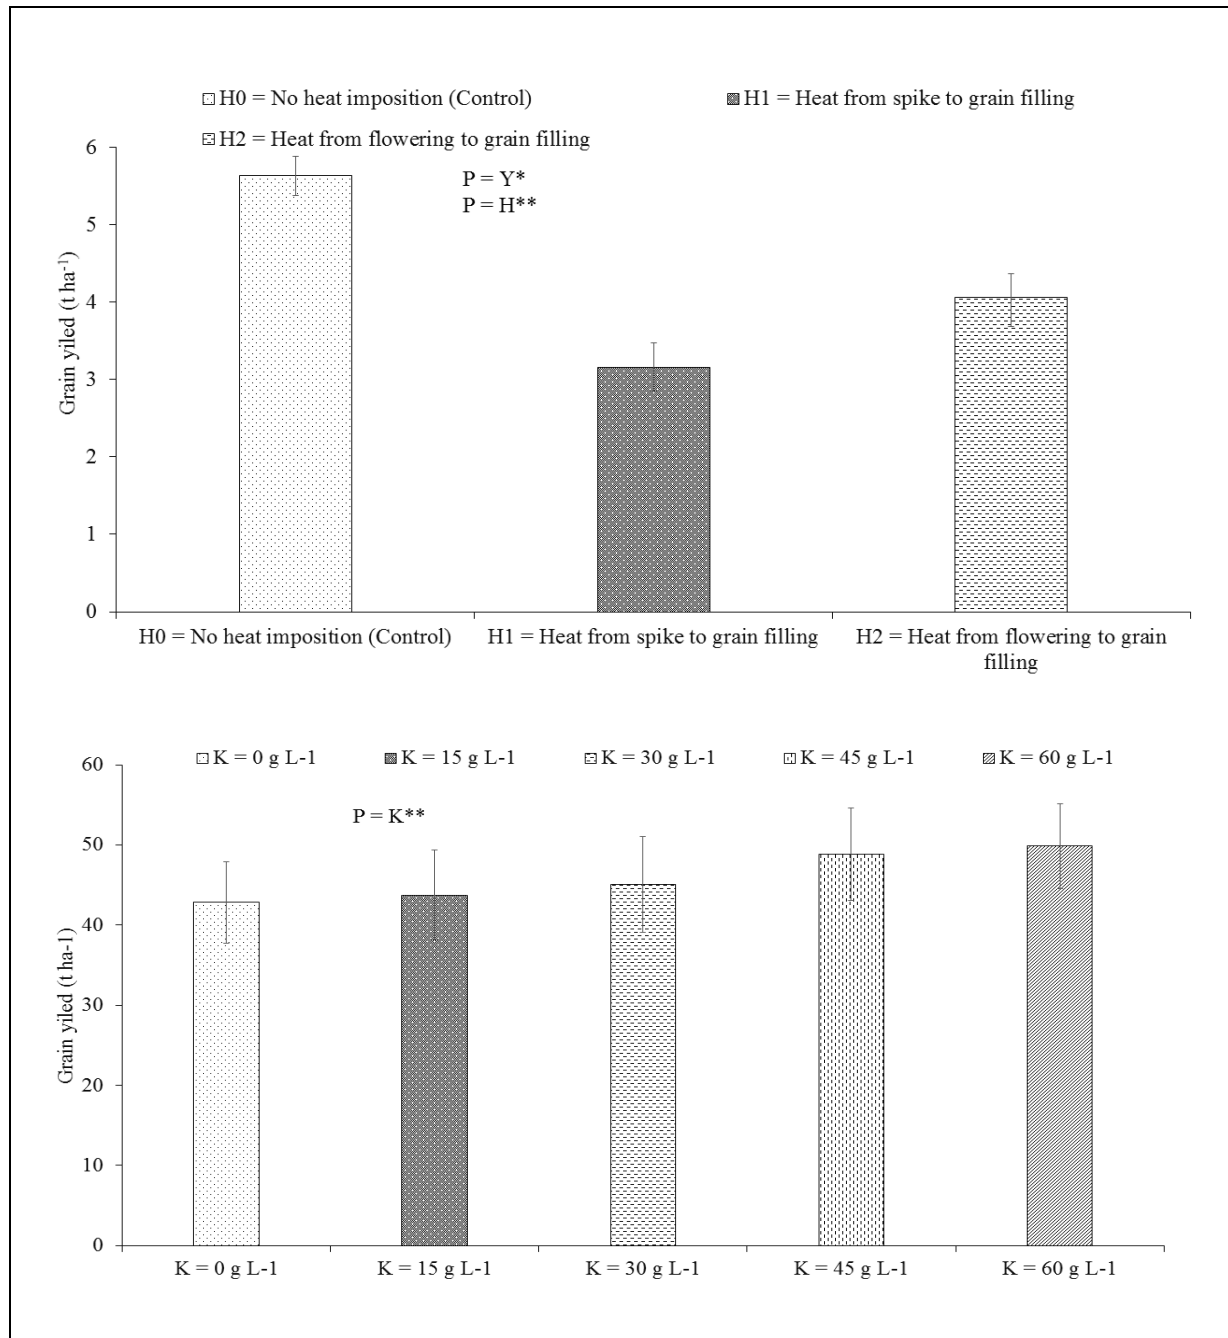 H0 = No heat imposition (Control)
H1 = Heat from spike to grain filling
H2 = Heat from flowering to grain filling
P = Y*
P = H**
Grain yiled (t ha-1)
6
5
4
3
2
1
0
H0 = No heat imposition (Control)
H1 = Heat from spike to grain filling
H2 = Heat from flowering to grain
filling
K = 0 g L-1
K = 15 g L-1
K = 30 g L-1
K = 45 g L-1
K = 60 g L-1
P = K**
Grain yiled (t ha-1)
60
50
40
30
20
10
0
K = 0 g L-1
K = 15 g L-1
K = 30 g L-1
K = 45 g L-1
K = 60 g L-1